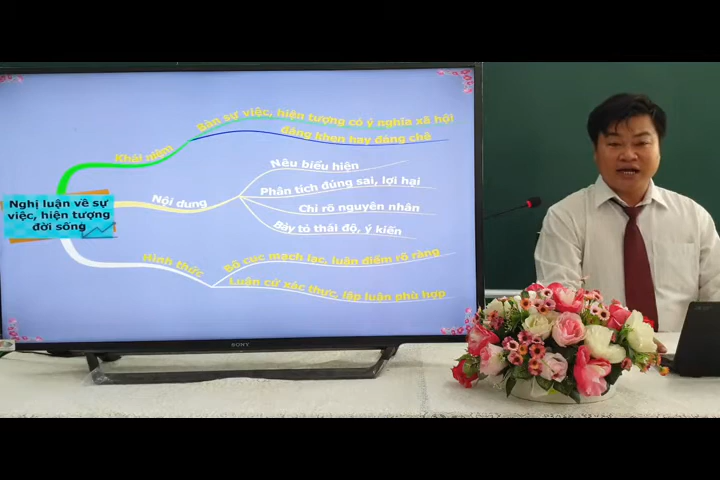 Nghị luận về sự
việc, hiện tượng
đời sống
Khái niệm
Bàn sự việc, hiện tượng có ý nghĩa xã hội
đáng khen hay đáng chê
Nội dung
Nêu biểu hiện
Phân tích đúng sai, lợi hại
Chỉ rõ nguyên nhân
Bày tỏ thái độ, ý kiến
Hình thức
Bố cục mạch lạc, luận điểm rõ ràng
Luận cứ xác thực, lập luận phù hợp
SONY